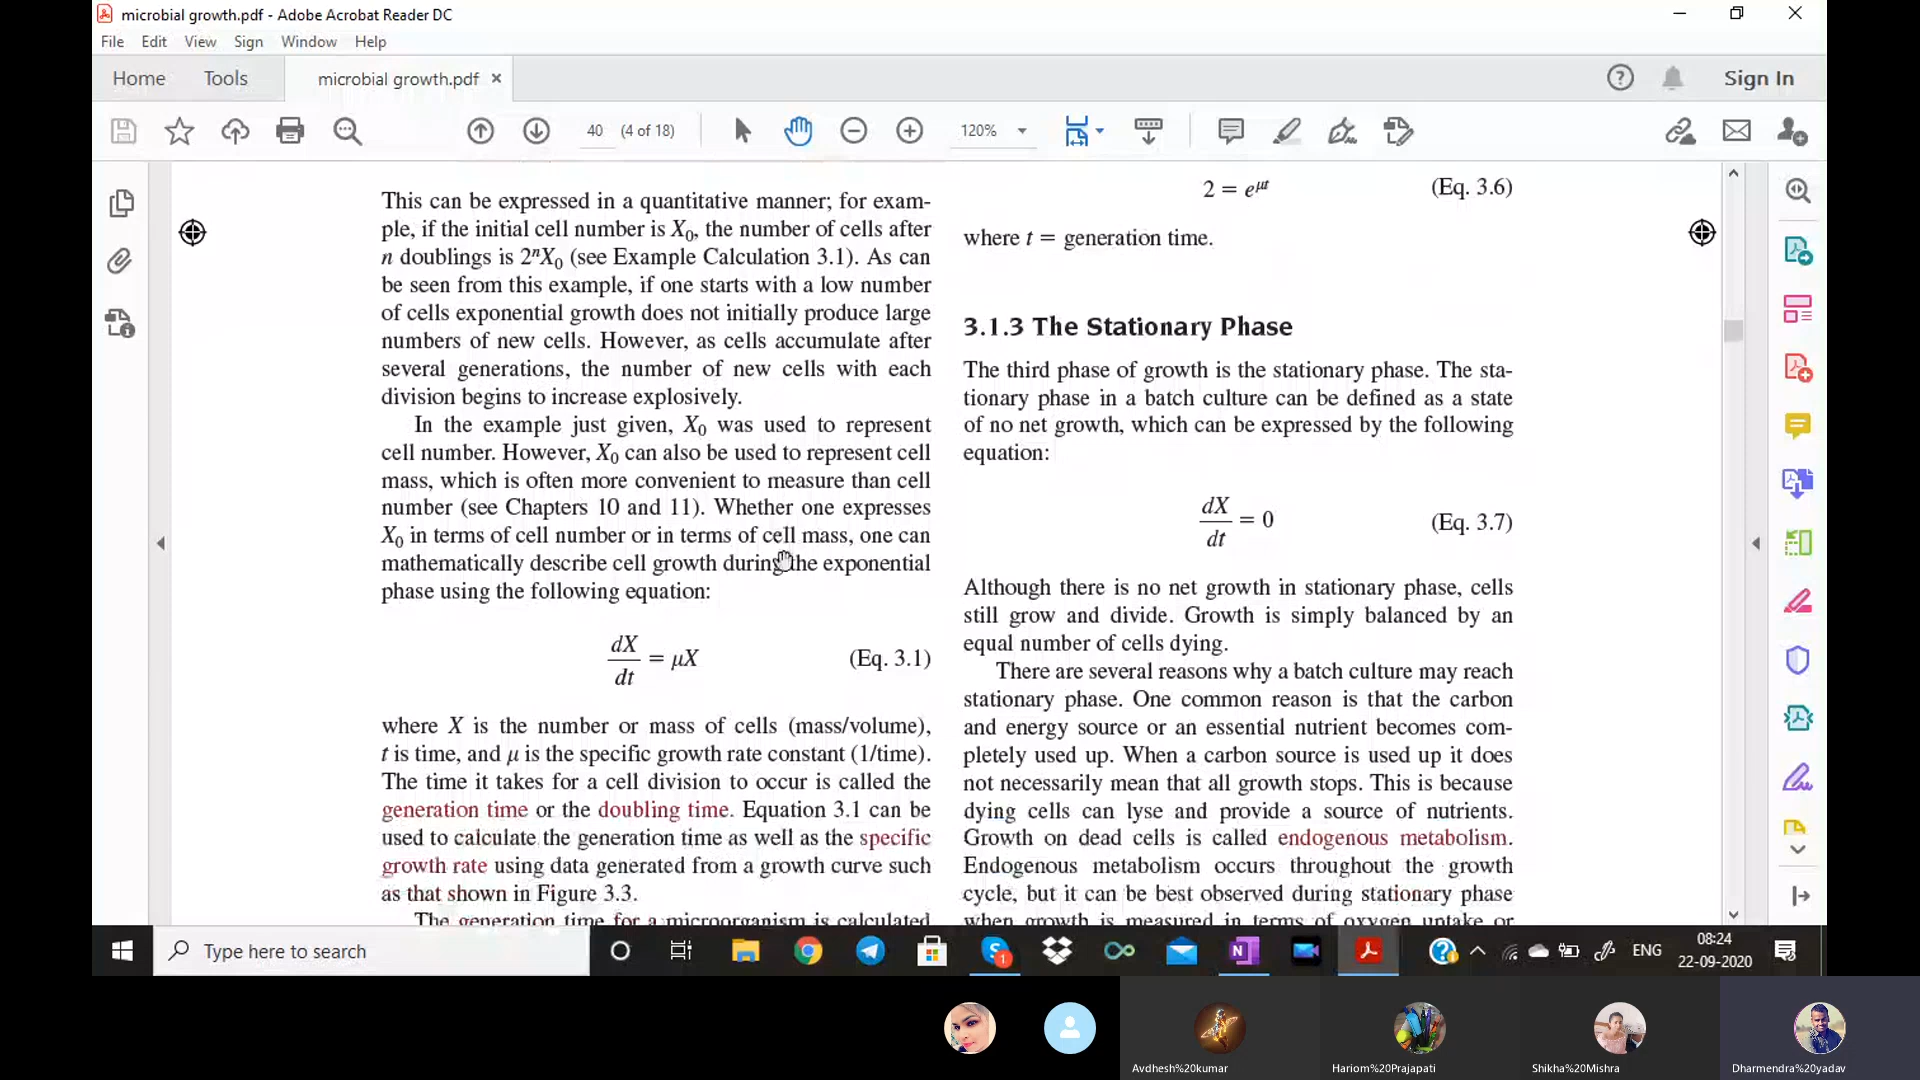 microbial growth.pdf - Adobe Acrobat Reader DC
File Edit View Sign Window Help
Home Tools microbial growth.pdf × Sign In
40 (4 of 18) 120%
This can be expressed in a quantitative manner; for exam-
ple, if the initial cell number is X₀, the number of cells after
n doublings is 2ⁿX₀ (see Example Calculation 3.1). As can
be seen from this example, if one starts with a low number
of cells exponential growth does not initially produce large
numbers of new cells. However, as cells accumulate after
several generations, the number of new cells with each
division begins to increase explosively.
In the example just given, X₀ was used to represent
cell number. However, X₀ can also be used to represent cell
mass, which is often more convenient to measure than cell
number (see Chapters 10 and 11). Whether one expresses
X₀ in terms of cell number or in terms of cell mass, one can
mathematically describe cell growth during the exponential
phase using the following equation:
dX/dt = μX (Eq. 3.1)
where X is the number or mass of cells (mass/volume),
t is time, and μ is the specific growth rate constant (1/time).
The time it takes for a cell division to occur is called the
generation time or the doubling time. Equation 3.1 can be
used to calculate the generation time as well as the specific
growth rate using data generated from a growth curve such
as that shown in Figure 3.3.
The generation time for a microorganism is calculated
2 = e^μt (Eq. 3.6)
where t = generation time.
3.1.3 The Stationary Phase
The third phase of growth is the stationary phase. The sta-
tionary phase in a batch culture can be defined as a state
of no net growth, which can be expressed by the following
equation:
dX/dt = 0 (Eq. 3.7)
Although there is no net growth in stationary phase, cells
still grow and divide. Growth is simply balanced by an
equal number of cells dying.
There are several reasons why a batch culture may reach
stationary phase. One common reason is that the carbon
and energy source or an essential nutrient becomes com-
pletely used up. When a carbon source is used up it does
not necessarily mean that all growth stops. This is because
dying cells can lyse and provide a source of nutrients.
Growth on dead cells is called endogenous metabolism.
Endogenous metabolism occurs throughout the growth
cycle, but it can be best observed during stationary phase
when growth is measured in terms of oxygen uptake or
Type here to search
1
N
ENG
08:24
22-09-2020
Avdhesh%20kumar
Hariom%20Prajapati
Shikha%20Mishra
Dharmendra%20yadav